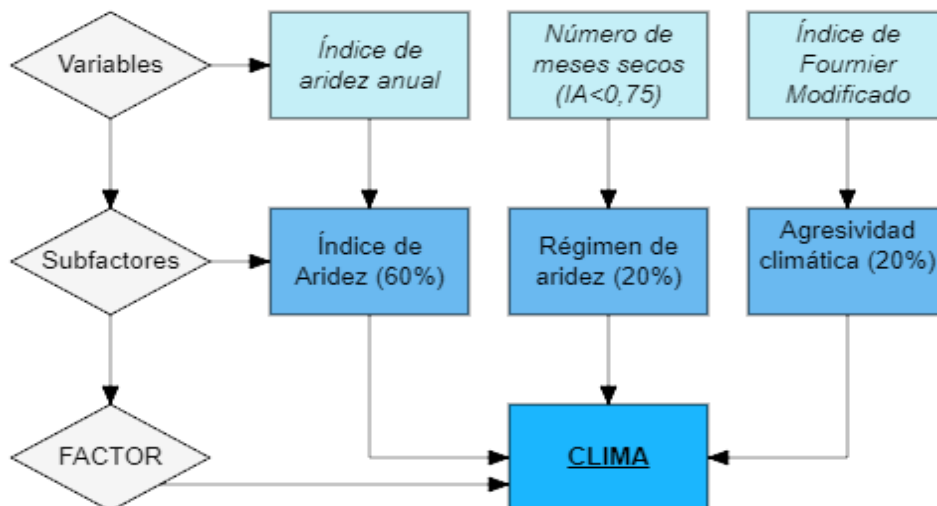 Variables
Índice de
aridez anual
Número de
meses secos
(IA<0,75)
Índice de
Fournier
Modificado
Subfactores
Índice de
Aridez (60%)
Régimen de
aridez (20%)
Agresividad
climática (20%)
FACTOR
CLIMA